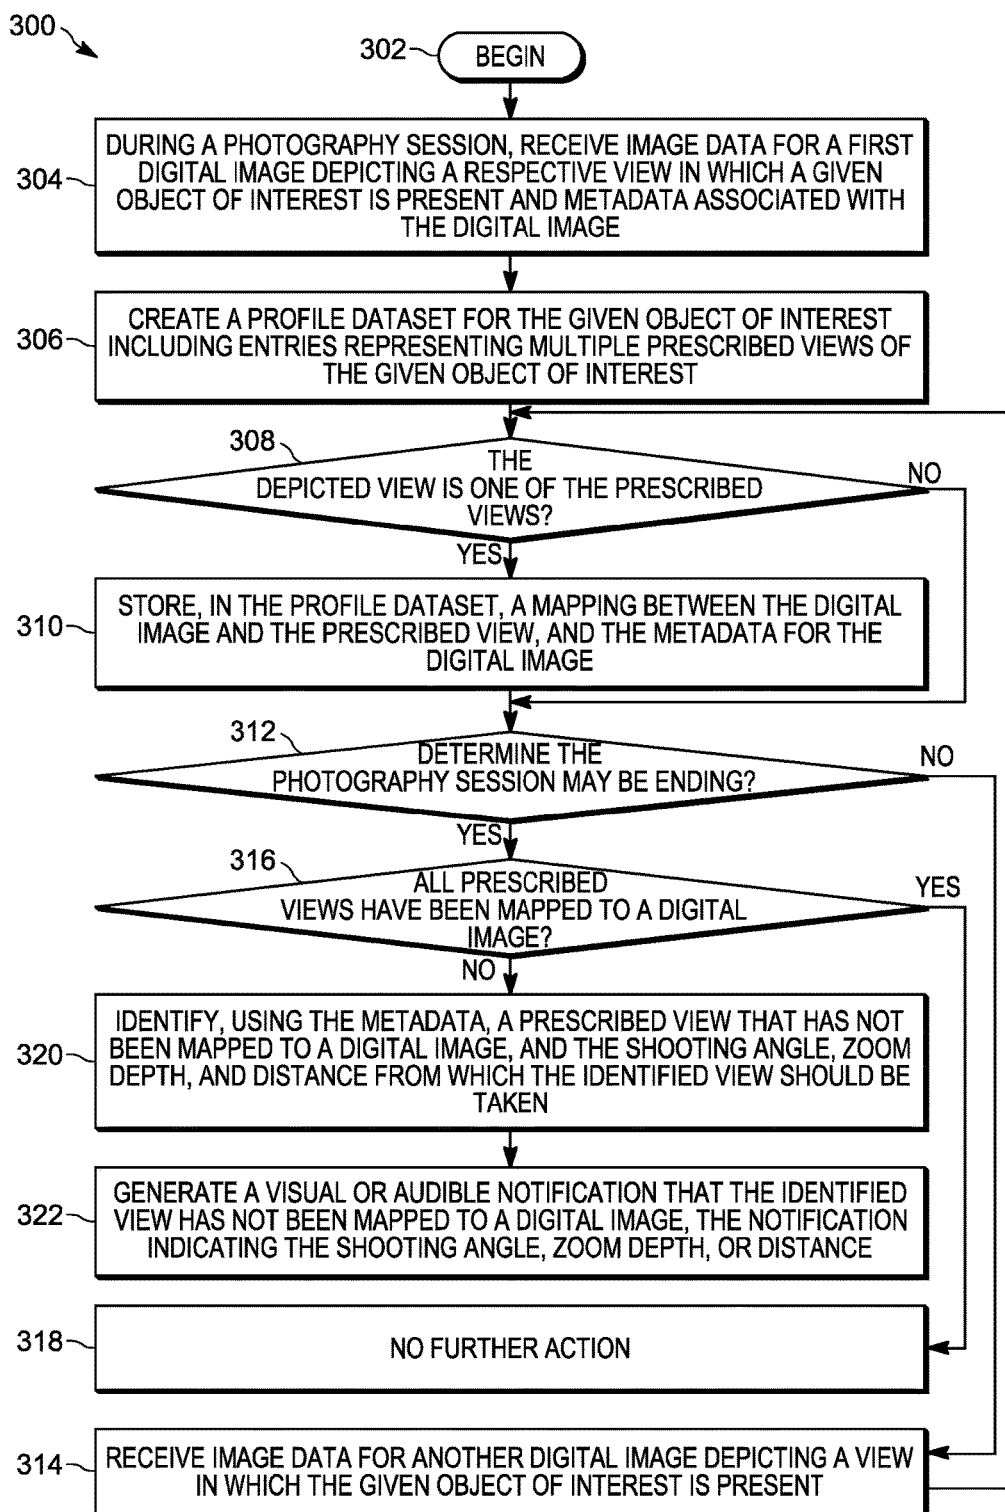 300
302
BEGIN
304
DURING A PHOTOGRAPHY SESSION, RECEIVE IMAGE DATA FOR A FIRST
DIGITAL IMAGE DEPICTING A RESPECTIVE VIEW IN WHICH A GIVEN
OBJECT OF INTEREST IS PRESENT AND METADATA ASSOCIATED WITH
THE DIGITAL IMAGE
306
CREATE A PROFILE DATASET FOR THE GIVEN OBJECT OF INTEREST
INCLUDING ENTRIES REPRESENTING MULTIPLE PRESCRIBED VIEWS OF
THE GIVEN OBJECT OF INTEREST
308
THE
DEPICTED VIEW IS ONE OF THE PRESCRIBED
VIEWS?
NO
YES
310
STORE, IN THE PROFILE DATASET, A MAPPING BETWEEN THE DIGITAL
IMAGE AND THE PRESCRIBED VIEW, AND THE METADATA FOR THE
DIGITAL IMAGE
312
DETERMINE THE
PHOTOGRAPHY SESSION MAY BE ENDING?
NO
YES
316
ALL PRESCRIBED
VIEWS HAVE BEEN MAPPED TO A DIGITAL
IMAGE?
YES
NO
320
IDENTIFY, USING THE METADATA, A PRESCRIBED VIEW THAT HAS NOT
BEEN MAPPED TO A DIGITAL IMAGE, AND THE SHOOTING ANGLE, ZOOM
DEPTH, AND DISTANCE FROM WHICH THE IDENTIFIED VIEW SHOULD BE
TAKEN
322
GENERATE A VISUAL OR AUDIBLE NOTIFICATION THAT THE IDENTIFIED
VIEW HAS NOT BEEN MAPPED TO A DIGITAL IMAGE, THE NOTIFICATION
INDICATING THE SHOOTING ANGLE, ZOOM DEPTH, OR DISTANCE
318
NO FURTHER ACTION
314
RECEIVE IMAGE DATA FOR ANOTHER DIGITAL IMAGE DEPICTING A VIEW
IN WHICH THE GIVEN OBJECT OF INTEREST IS PRESENT